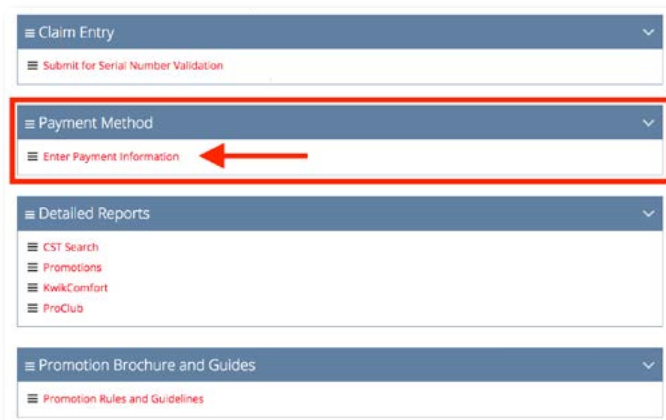 Claim Entry
Submit for Serial Number Validation
Payment Method
Enter Payment Information
Detailed Reports
CST Search
Promotions
KwikComfort
ProClub
Promotion Brochure and Guides
Promotion Rules and Guidelines